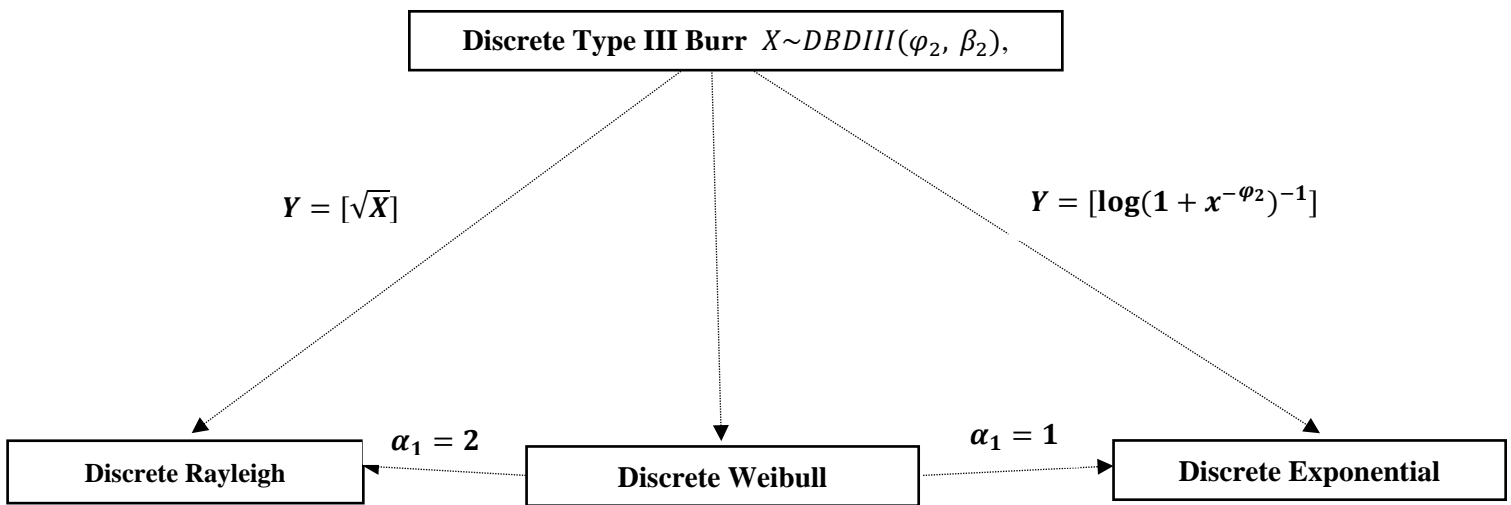 Discrete Type III Burr X~DBDIII(φ₂, β₂),
Y = [√X]
Y = [log(1 + x^{-φ₂})^{-1}]
α₁ = 2
α₁ = 1
Discrete Rayleigh
Discrete Weibull
Discrete Exponential